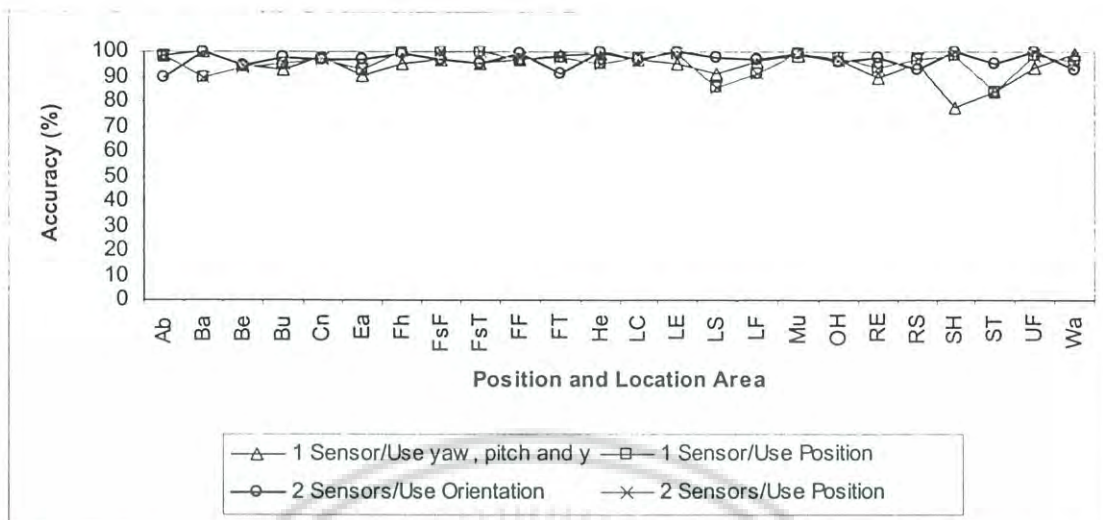 Accuracy (%)
100
90
80
70
60
50
40
30
20
10
0
Ab Ba Be Bu Cn Ea Fh FsF FsT FF FT He LC LE LS LF Mu OH RE RS SH ST UF Wa
Position and Location Area
1 Sensor/Use yaw, pitch and y 1 Sensor/Use Position
2 Sensors/Use Orientation 2 Sensors/Use Position